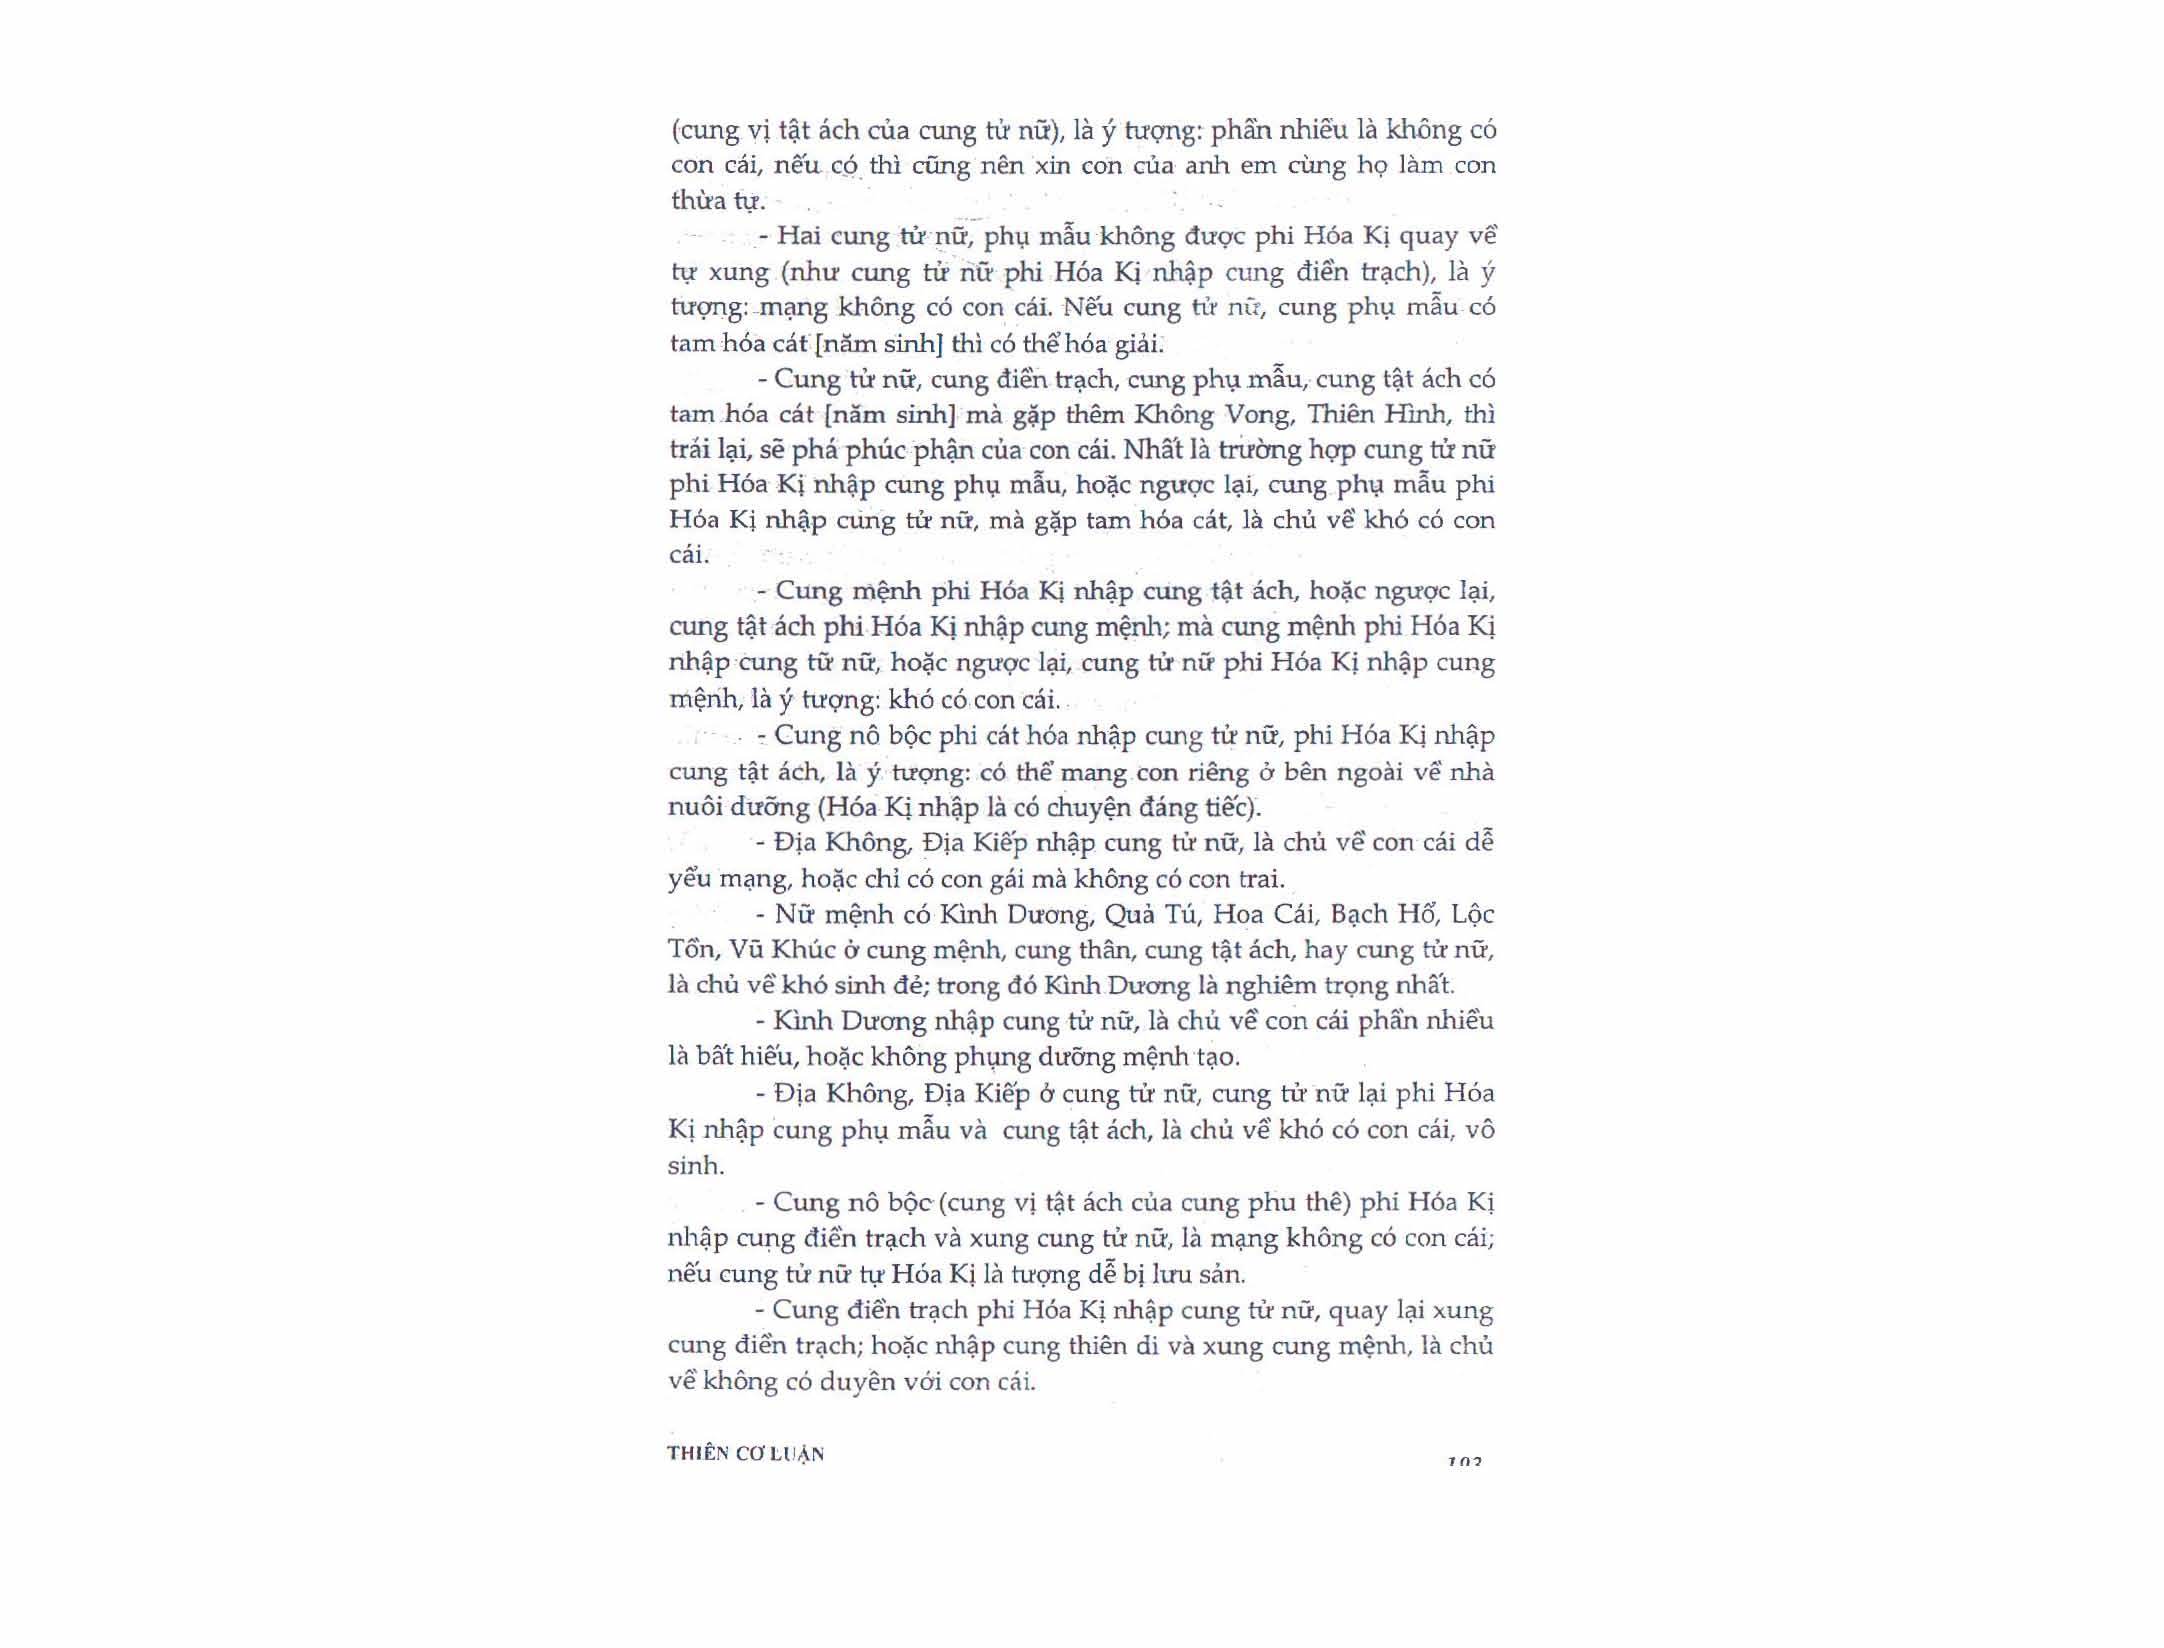 (cung vị tật ách của cung tử nữ), là ý tượng: phần nhiều là không có
con cái, nếu có thì cũng nên xin con của anh em cùng họ làm con
thừa tự.
- Hai cung tử nữ, phụ mẫu không được phi Hóa Kị quay về
tự xung (như cung tử nữ phi Hóa Kị nhập cung điền trạch), là ý
tượng: mạng không có con cái. Nếu cung tử nữ, cung phụ mẫu có
tam hóa cát [năm sinh] thì có thể hóa giải.
- Cung tử nữ, cung điền trạch, cung phụ mẫu, cung tật ách có
tam hóa cát [năm sinh] mà gặp thêm Không Vong, Thiên Hình, thì
trái lại, sẽ phá phúc phận của con cái. Nhất là trường hợp cung tử nữ
phi Hóa Kị nhập cung phụ mẫu, hoặc ngược lại, cung phụ mẫu phi
Hóa Kị nhập cung tử nữ, mà gặp tam hóa cát, là chủ về khó có con
cái.
- Cung mệnh phi Hóa Kị nhập cung tật ách, hoặc ngược lại,
cung tật ách phi Hóa Kị nhập cung mệnh; mà cung mệnh phi Hóa Kị
nhập cung tữ nữ, hoặc ngược lại, cung tử nữ phi Hóa Kị nhập cung
mệnh, là ý tượng: khó có con cái.
- Cung nô bộc phi cát hóa nhập cung tử nữ, phi Hóa Kị nhập
cung tật ách, là ý tượng: có thể mang con riêng ở bên ngoài về nhà
nuôi dưỡng (Hóa Kị nhập là có chuyện đáng tiếc).
- Địa Không, Địa Kiếp nhập cung tử nữ, là chủ về con cái dễ
yểu mạng, hoặc chỉ có con gái mà không có con trai.
- Nữ mệnh có Kình Dương, Quả Tú, Hoa Cái, Bạch Hổ, Lộc
Tồn, Vũ Khúc ở cung mệnh, cung thân, cung tật ách, hay cung tử nữ,
là chủ về khó sinh đẻ; trong đó Kình Dương là nghiêm trọng nhất.
- Kình Dương nhập cung tử nữ, là chủ về con cái phần nhiều
là bất hiếu, hoặc không phụng dưỡng mệnh tạo.
- Địa Không, Địa Kiếp ở cung tử nữ, cung tử nữ lại phi Hóa
Kị nhập cung phụ mẫu và cung tật ách, là chủ về khó có con cái, vô
sinh.
- Cung nô bộc (cung vị tật ách của cung phu thê) phi Hóa Kị
nhập cung điền trạch và xung cung tử nữ, là mạng không có con cái;
nếu cung tử nữ tự Hóa Kị là tượng dễ bị lưu sản.
- Cung điền trạch phi Hóa Kị nhập cung tử nữ, quay lại xung
cung điền trạch; hoặc nhập cung thiên di và xung cung mệnh, là chủ
về không có duyên với con cái.
THIÊN CƠ LUẬN